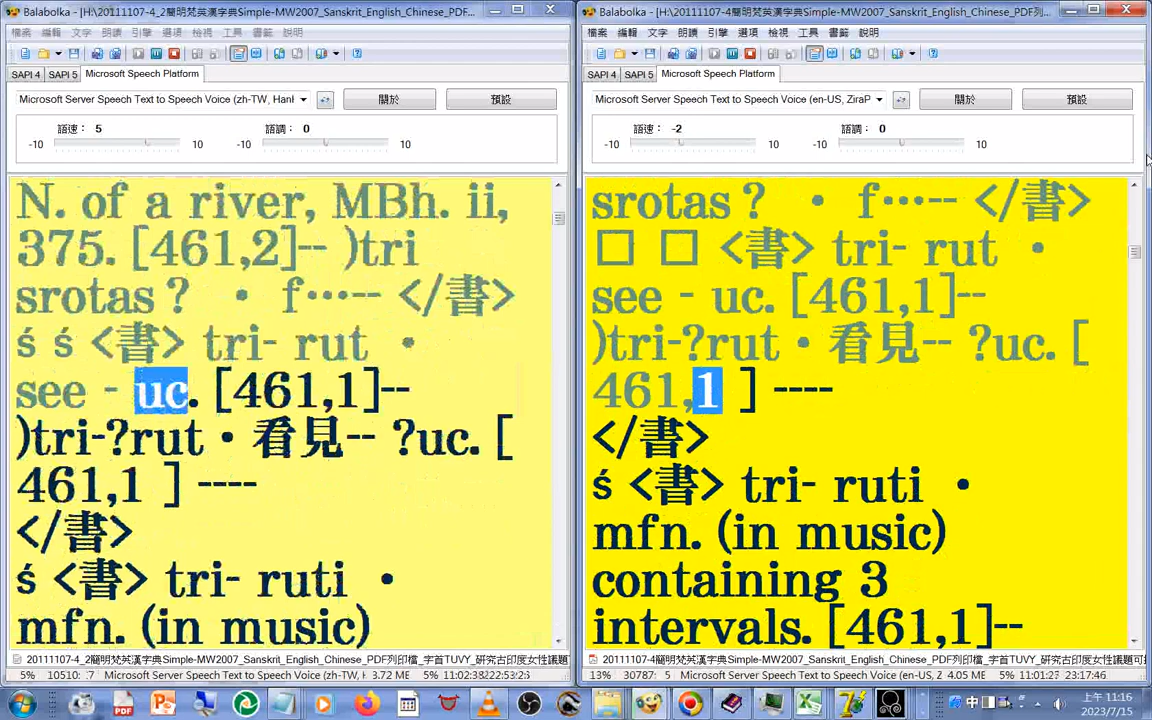 Balabolka - [H:\20111107-4_2簡明梵英漢字典Simple-MW2007_Sanskrit_English_Chinese_PDF...
檔案 編輯 文字 朗讀 引擎 選項 檢視 工具 書籤 說明
SAPI 4 SAPI 5 Microsoft Speech Platform
Microsoft Server Speech Text to Speech Voice (zh-TW, HanI
關於
預設
語速: 5
語調: 0
-10 10 -10 10
N. of a river, MBh. ii,
375. [461,2]-- )tri
srotas？ • f…-- </書>
ś ś <書> tri- rut •
see - uc. [461,1]--
)tri-?rut • 看見-- ?uc. [
461,1 ] ----
</書>
ś <書> tri- ruti •
mfn. (in music)
20111107-4_2簡明梵英漢字典Simple-MW2007_Sanskrit_English_Chinese_PDF列印檔_字首TUVY_研究古印度女性議題
5% 10510: :7 Microsoft Server Speech Text to Speech Voice (zh-TW, H 3.72 MB 5% 11:02:38
Balabolka - [H:\20111107-4簡明梵英漢字典Simple-MW2007_Sanskrit_English_Chinese_PDF列...
檔案 編輯 文字 朗讀 引擎 選項 檢視 工具 書籤 說明
SAPI 4 SAPI 5 Microsoft Speech Platform
Microsoft Server Speech Text to Speech Voice (en-US, ZiraP
關於
預設
語速: -2
語調: 0
-10 10 -10 10
srotas？ • f…-- </書>
□ □ <書> tri- rut •
see - uc. [461,1]--
)tri-?rut • 看見-- ?uc. [
461,1 ] ----
</書>
ś <書> tri- ruti •
mfn. (in music)
containing 3
intervals. [461,1]--
20111107-4簡明梵英漢字典Simple-MW2007_Sanskrit_English_Chinese_PDF列印檔_字首TUVY_研究古印度女性議題可
13% 30787: 5 Microsoft Server Speech Text to Speech Voice (en-US, Z 4.05 MB 5% 23:17:46
中
上午 11:16
2023/7/15